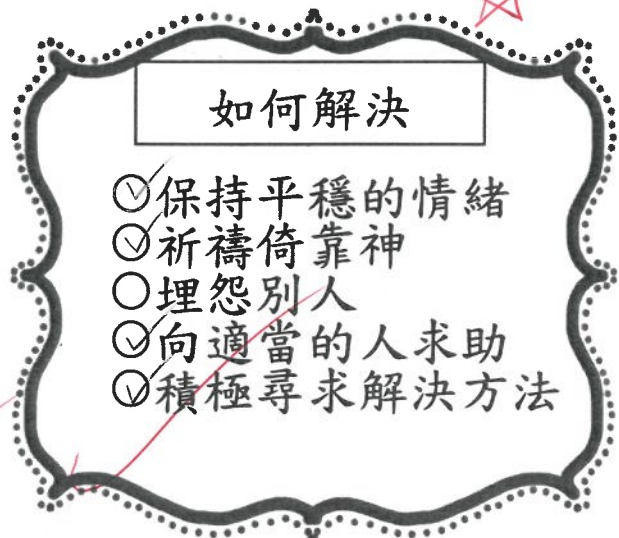 如何解決
保持平穩的情緒
祈禱倚靠神
埋怨別人
向適當的人求助
積極尋求解決方法